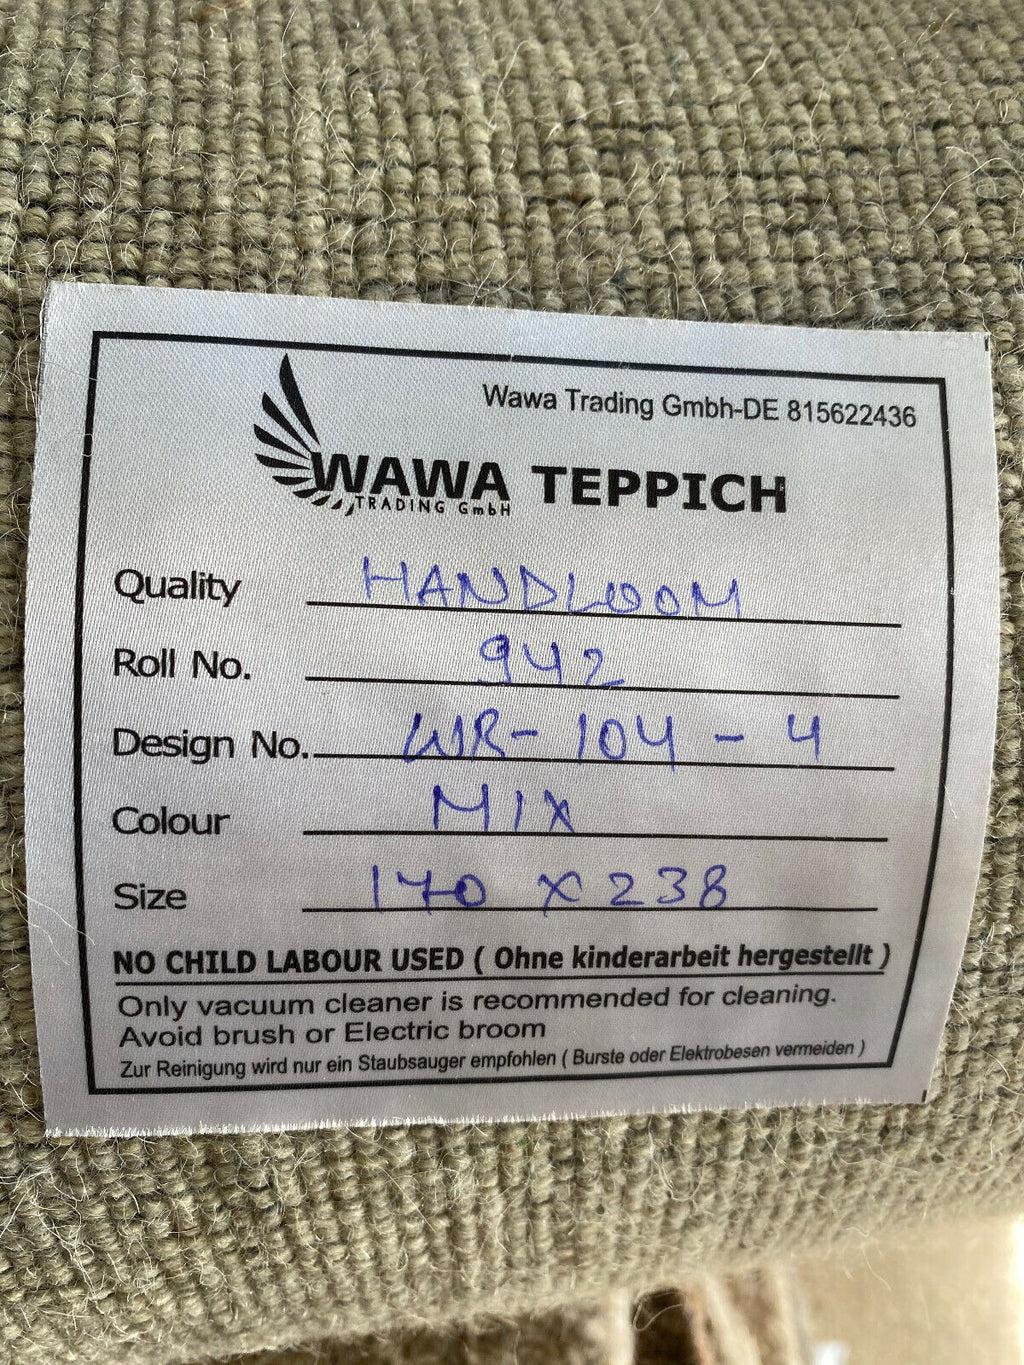 Wawa Trading Gmbh-DE 815622436
WAWA TEPPICH
TRADING GmbH
Quality HANDLOOM
Roll No. 942
Design No. WR-104-4
Colour MIX
Size 170 X 238
NO CHILD LABOUR USED ( Ohne kinderarbeit hergestellt )
Only vacuum cleaner is recommended for cleaning.
Avoid brush or Electric broom
Zur Reinigung wird nur ein Staubsauger empfohlen ( Burste oder Elektrobesen vermeiden )